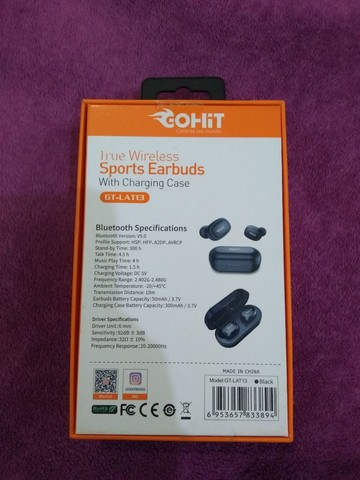 GOHiT
True Wireless
Sports Earbuds
With Charging Case
GT-LAT13
Bluetooth Specifications
Bluetooth Version: V5.0
Profile Support: HSP, HFP, A2DP, AVRCP
Stand-by Time: 300 h
Talk Time: 4.5 h
Music Play Time: 4 h
Charging Time: 1.5 h
Charging Voltage: DC 5V
Frequency Range: 2.402G-2.480G
Ambient Temperature: -20/+45°C
Transmission Distance: 10m
Earbuds Battery Capacity: 50mAh / 3.7V
Charging Case Battery Capacity: 300mAh / 3.7V
Driver Specifications
Driver Unit: 6 mm
Sensitivity: 92dB ± 3dB
Impedance: 32Ω ± 10%
Frequency Response: 20-20000Hz
MADE IN CHINA
Model:GT-LAT13
Black
6 953657 833894
RoHS
FC CE